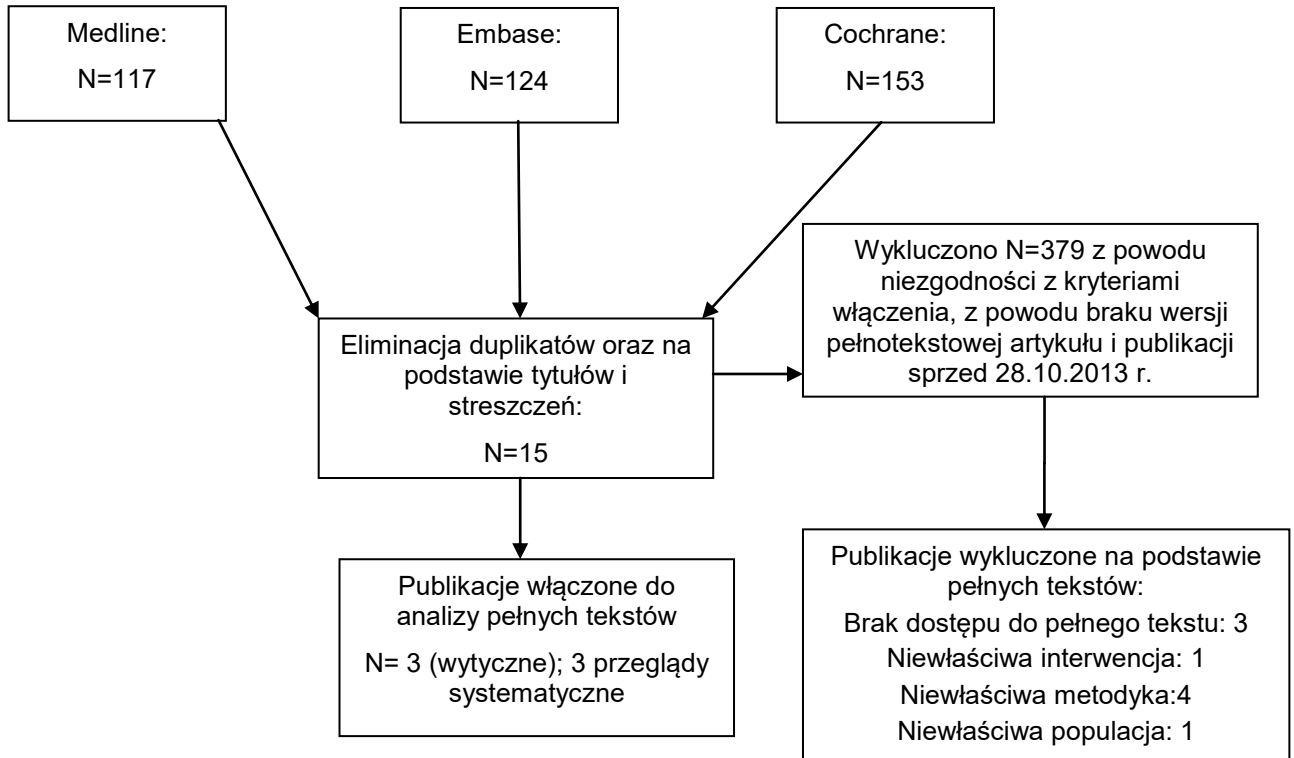 Medline:
N=117
Embase:
N=124
Cochrane:
N=153
Wykluczono N=379 z powodu
niezgodności z kryteriami
włączenia, z powodu braku wersji
pełnotekstowej artykułu i publikacji
sprzed 28.10.2013 r.
Eliminacja duplikatów oraz na
podstawie tytułów i
streszczeń:
N=15
Publikacje włączone do
analizy pełnych tekstów
N= 3 (wytyczne); 3 przeglądy
systematyczne
Publikacje wykluczone na podstawie
pełnych tekstów:
Brak dostępu do pełnego tekstu: 3
Niewłaściwa interwencja: 1
Niewłaściwa metodyka:4
Niewłaściwa populacja: 1